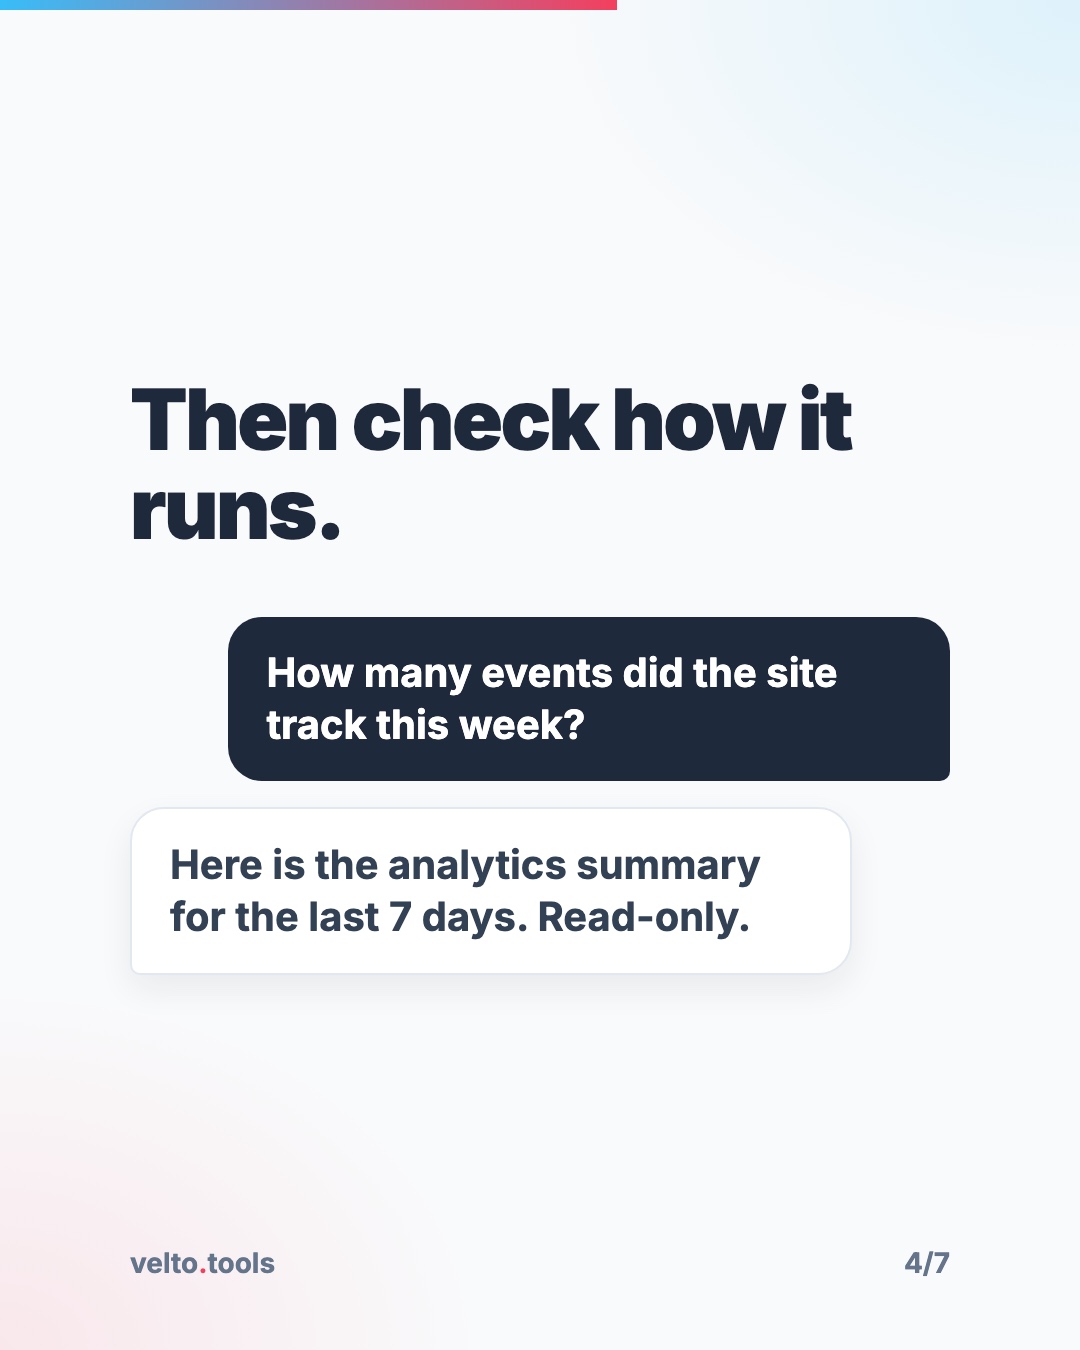 Then check how it
runs.
How many events did the site
track this week?
Here is the analytics summary
for the last 7 days. Read-only.
velto.tools
4/7